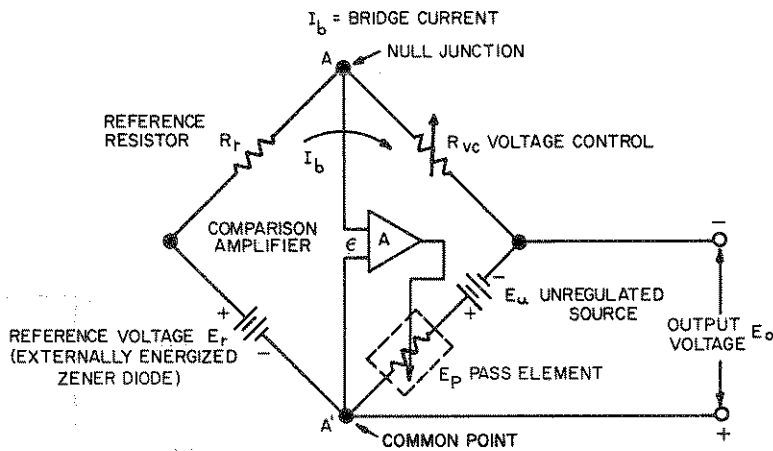 I_b = BRIDGE CURRENT
A
NULL JUNCTION
REFERENCE
RESISTOR
R_r
I_b
R_vc VOLTAGE CONTROL
COMPARISON
AMPLIFIER
ϵ
A
−
+
−
E_u UNREGULATED
SOURCE
+
−
REFERENCE VOLTAGE E_r
(EXTERNALLY ENERGIZED
ZENER DIODE)
OUTPUT
VOLTAGE E_o
E_P PASS ELEMENT
A'
COMMON POINT
+